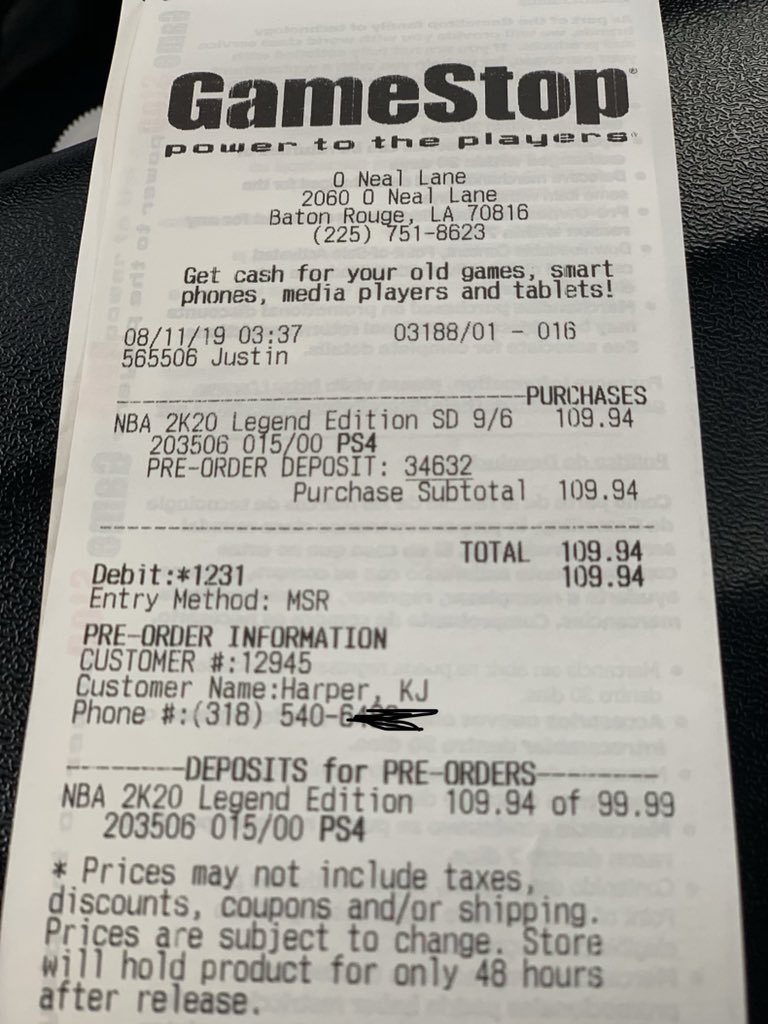 GameStop
power to the players
O Neal Lane
2060 O Neal Lane
Baton Rouge, LA 70816
(225) 751-8623
Get cash for your old games, smart
phones, media players and tablets!
08/11/19 03:37 03188/01 - 016
565506 Justin
PURCHASES
NBA 2K20 Legend Edition SD 9/6 109.94
203506 015/00 PS4
PRE-ORDER DEPOSIT: 34632
Purchase Subtotal 109.94
TOTAL 109.94
Debit:*1231 109.94
Entry Method: MSR
PRE-ORDER INFORMATION
CUSTOMER #:12945
Customer Name:Harper, KJ
Phone #:(318) 540-
DEPOSITS for PRE-ORDERS
NBA 2K20 Legend Edition 109.94 of 99.99
203506 015/00 PS4
* Prices may not include taxes,
discounts, coupons and/or shipping.
Prices are subject to change. Store
will hold product for only 48 hours
after release.